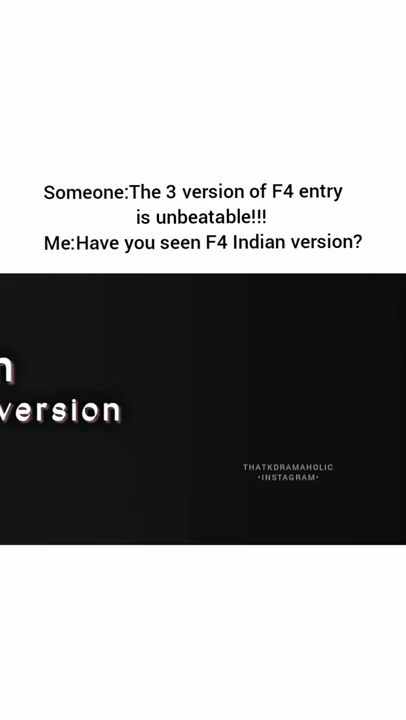 Someone:The 3 version of F4 entry
is unbeatable!!!
Me:Have you seen F4 Indian version?
n
version
THATKDRAMAHOLIC
•INSTAGRAM•